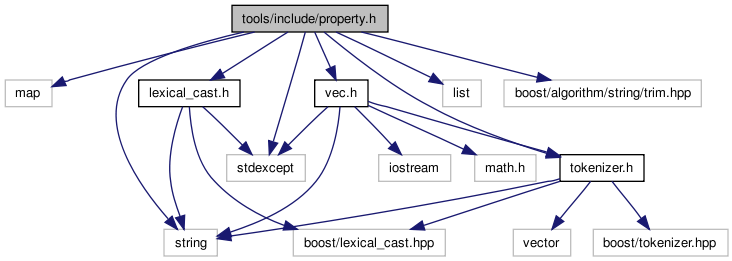 tools/include/property.h
map
lexical_cast.h
vec.h
list
boost/algorithm/string/trim.hpp
stdexcept
iostream
math.h
tokenizer.h
string
boost/lexical_cast.hpp
vector
boost/tokenizer.hpp